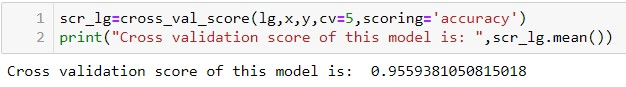 1 scr_lg=cross_val_score(lg,x,y,cv=5,scoring='accuracy')
2 print("Cross validation score of this model is: ",scr_lg.mean())
Cross validation score of this model is:  0.9559381050815018